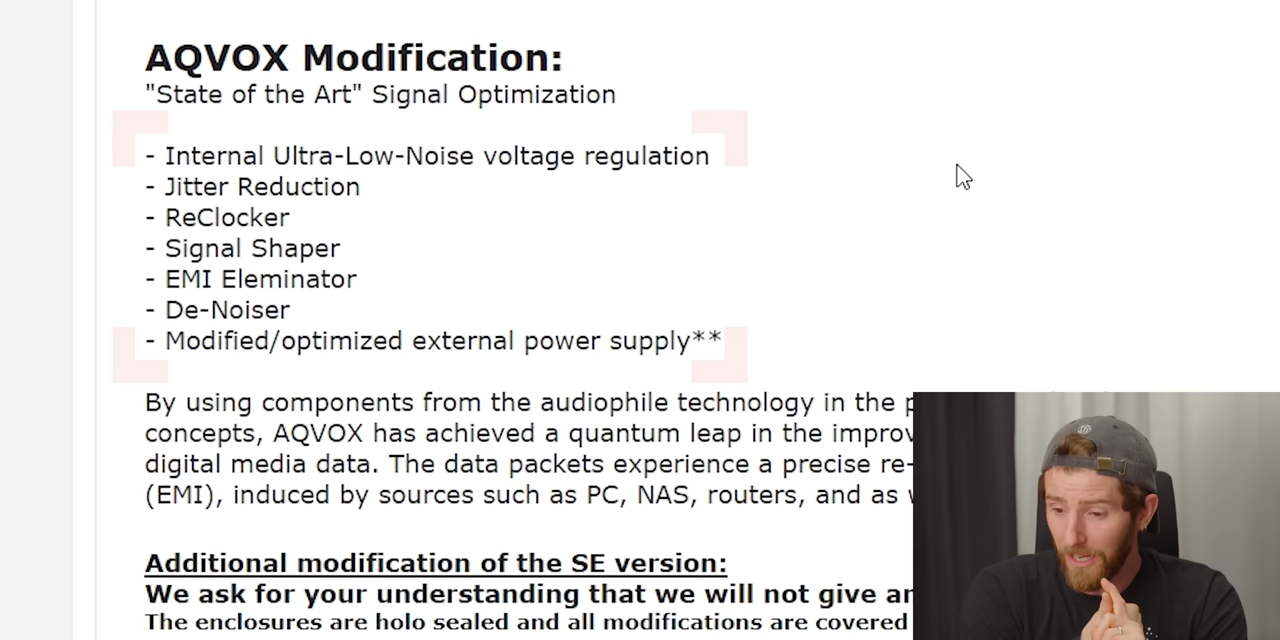 AQVOX Modification:
"State of the Art" Signal Optimization
- Internal Ultra-Low-Noise voltage regulation
- Jitter Reduction
- ReClocker
- Signal Shaper
- EMI Eleminator
- De-Noiser
- Modified/optimized external power supply**
By using components from the audiophile technology in the
concepts, AQVOX has achieved a quantum leap in the
digital media data. The data packets experience a precise
(EMI), induced by sources such as PC, NAS, routers, and as
Additional modification of the SE version:
We ask for your understanding that we will not give
The enclosures are holo sealed and all modifications are covered